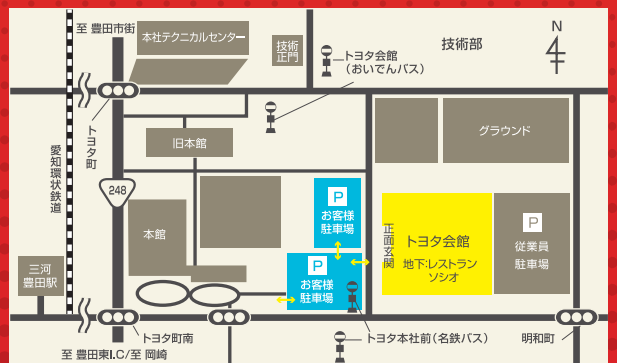 至 豊田市街
本社テクニカルセンター
技術
正門
トヨタ会館
(おいでんバス)
技術部
N
トヨタ町
旧本館
グラウンド
愛知環状鉄道
248
本館
P
お客様
駐車場
正面玄関
トヨタ会館
地下:レストラン
ソシオ
P
従業員
駐車場
三河
豊田駅
P
お客様
駐車場
トヨタ町南
トヨタ本社前(名鉄バス)
明和町
至 豊田東I.C/至 岡崎